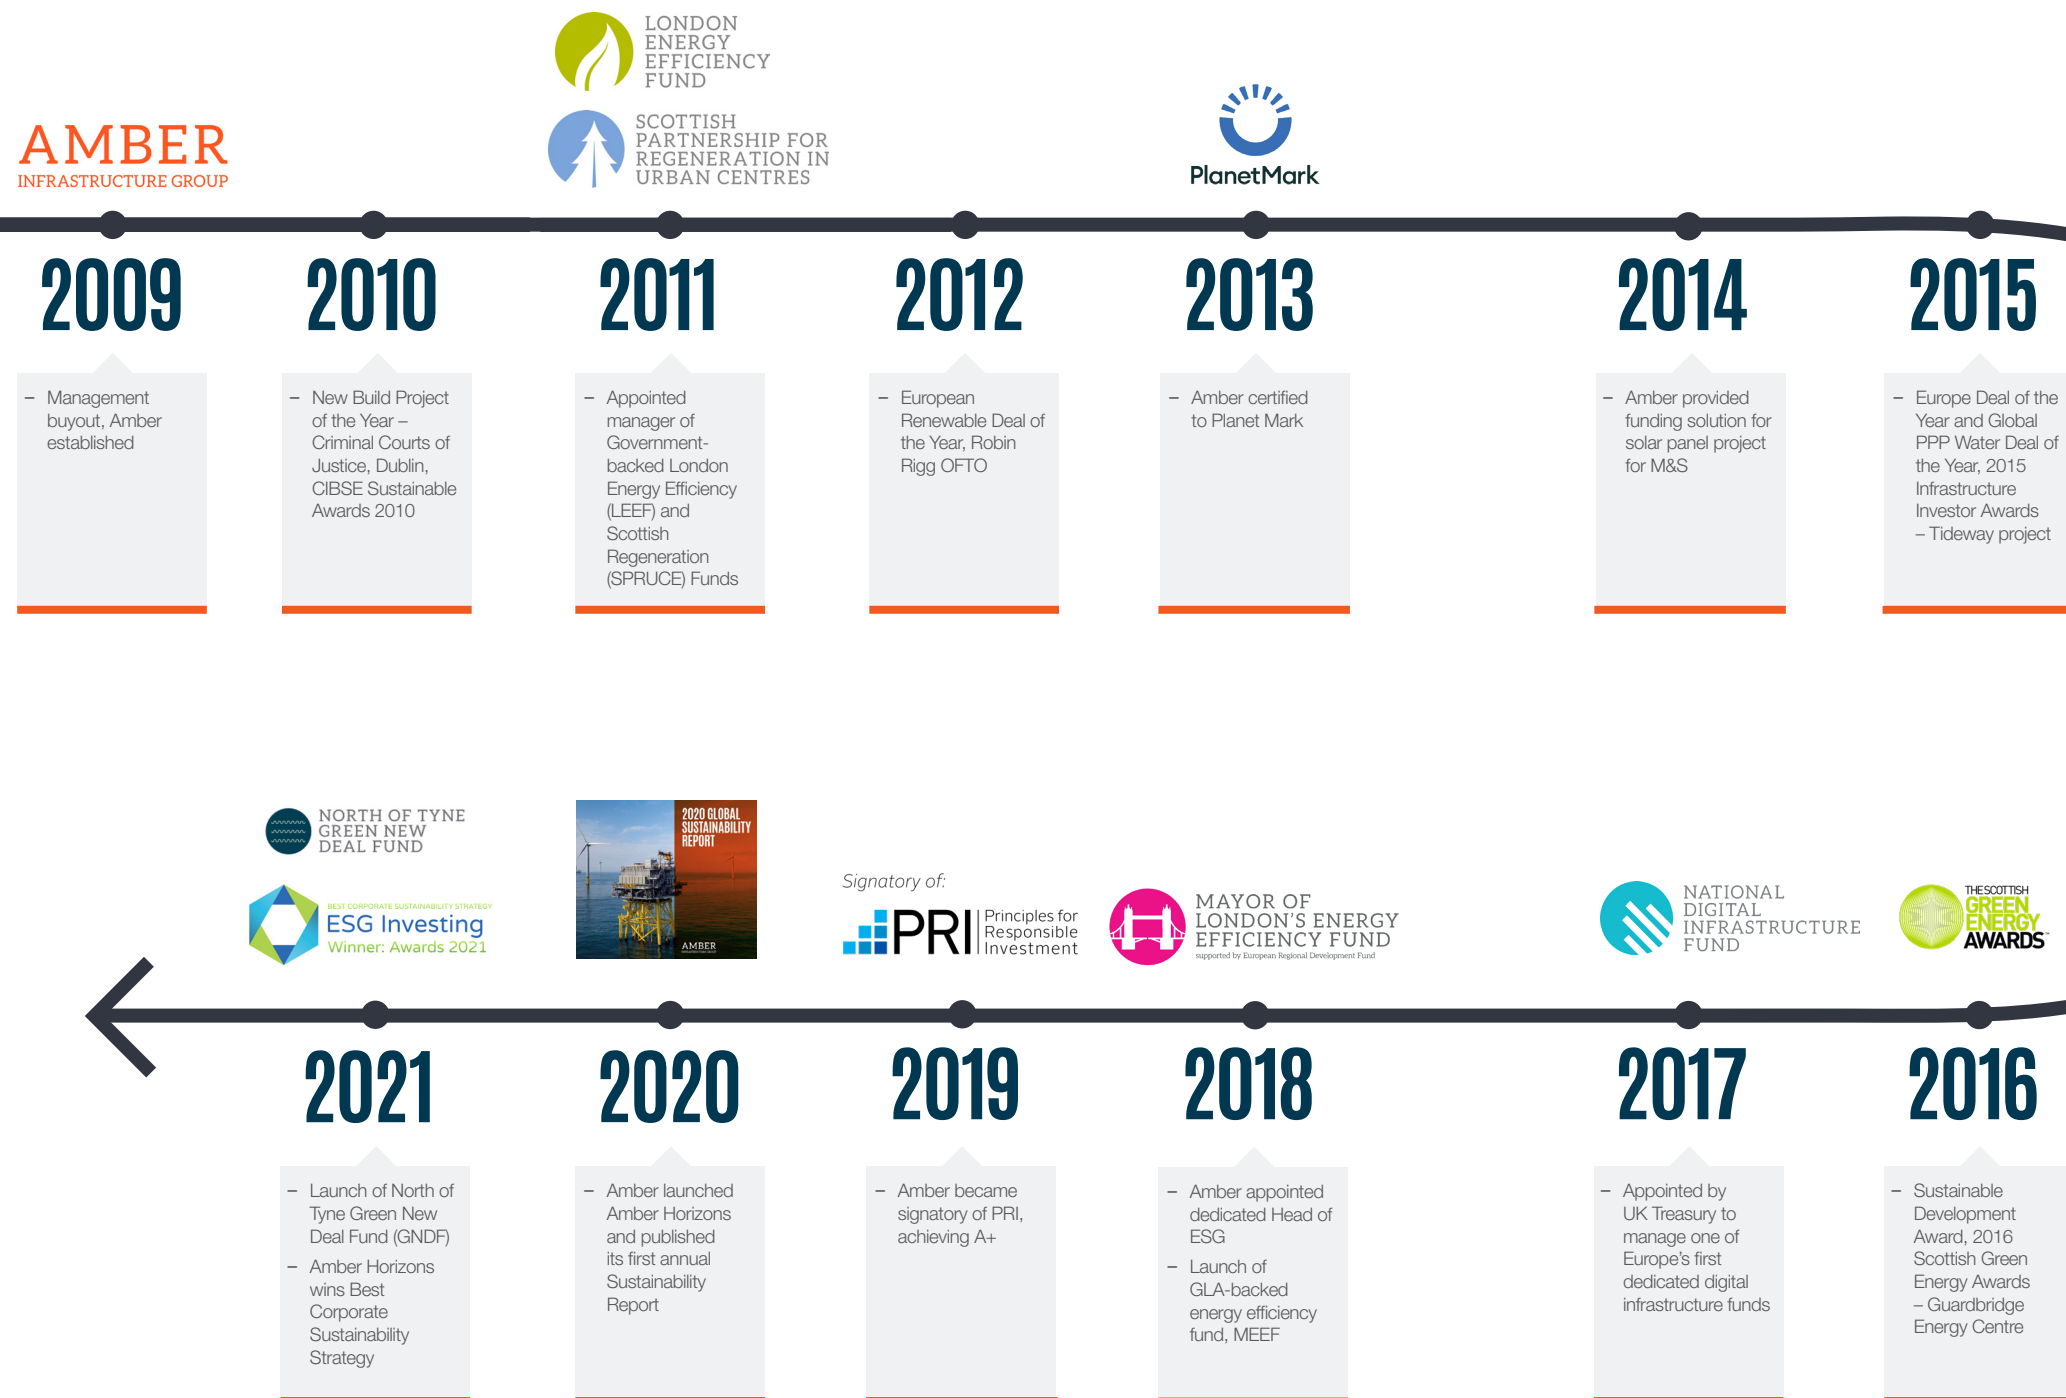 LONDON
ENERGY
EFFICIENCY
FUND
AMBER
INFRASTRUCTURE GROUP
SCOTTISH
PARTNERSHIP FOR
REGENERATION IN
URBAN CENTRES
PlanetMark
2009
– Management
buyout, Amber
established
2010
– New Build Project
of the Year –
Criminal Courts of
Justice, Dublin,
CIBSE Sustainable
Awards 2010
2011
– Appointed
manager of
Government-
backed London
Energy Efficiency
(LEEF) and
Scottish
Regeneration
(SPRUCE) Funds
2012
– European
Renewable Deal of
the Year, Robin
Rigg OFTO
2013
– Amber certified
to Planet Mark
2014
– Amber provided
funding solution for
solar panel project
for M&S
2015
– Europe Deal of the
Year and Global
PPP Water Deal of
the Year, 2015
Infrastructure
Investor Awards
– Tideway project
NORTH OF TYNE
GREEN NEW
DEAL FUND
BEST CORPORATE SUSTAINABILITY STRATEGY
ESG Investing
Winner: Awards 2021
2020 GLOBAL
SUSTAINABILITY
REPORT
AMBER
INFRASTRUCTURE GROUP
Signatory of:
PRI
Principles for
Responsible
Investment
MAYOR OF
LONDON'S ENERGY
EFFICIENCY FUND
supported by European Regional Development Fund
NATIONAL
DIGITAL
INFRASTRUCTURE
FUND
THE SCOTTISH
GREEN
ENERGY
AWARDS™
2021
– Launch of North of
Tyne Green New
Deal Fund (GNDF)
– Amber Horizons
wins Best
Corporate
Sustainability
Strategy
2020
– Amber launched
Amber Horizons
and published
its first annual
Sustainability
Report
2019
– Amber became
signatory of PRI,
achieving A+
2018
– Amber appointed
dedicated Head of
ESG
– Launch of
GLA-backed
energy efficiency
fund, MEEF
2017
– Appointed by
UK Treasury to
manage one of
Europe's first
dedicated digital
infrastructure funds
2016
– Sustainable
Development
Award, 2016
Scottish Green
Energy Awards
– Guardbridge
Energy Centre